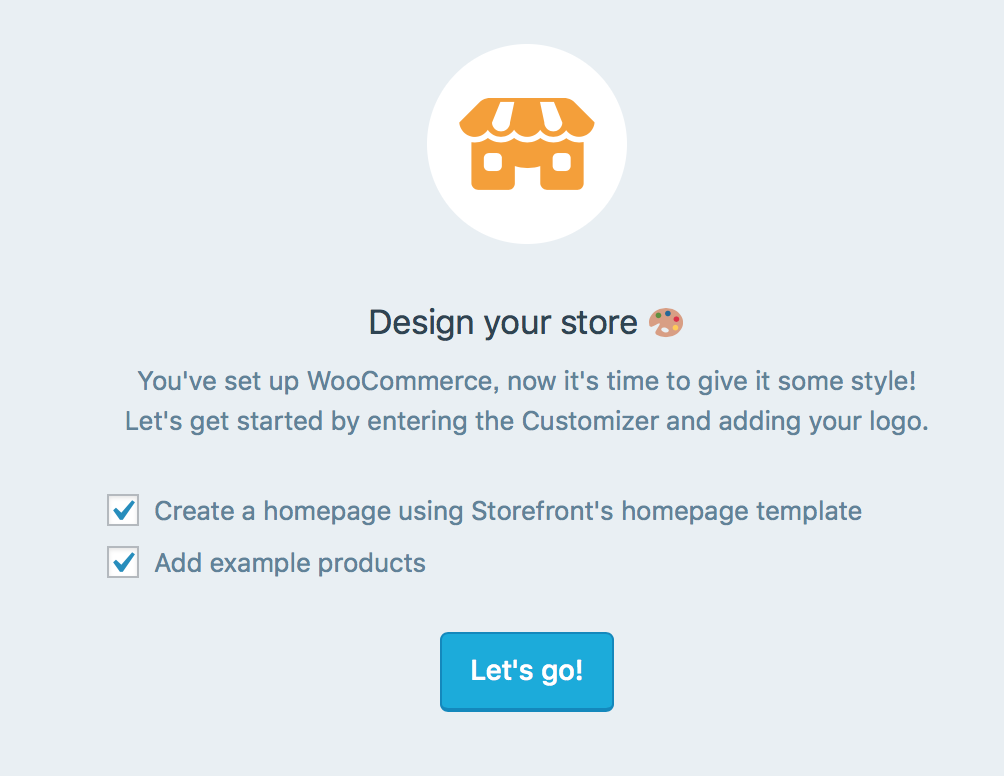 Design your store 🎨
You've set up WooCommerce, now it's time to give it some style!
Let's get started by entering the Customizer and adding your logo.
Create a homepage using Storefront's homepage template
Add example products
Let's go!